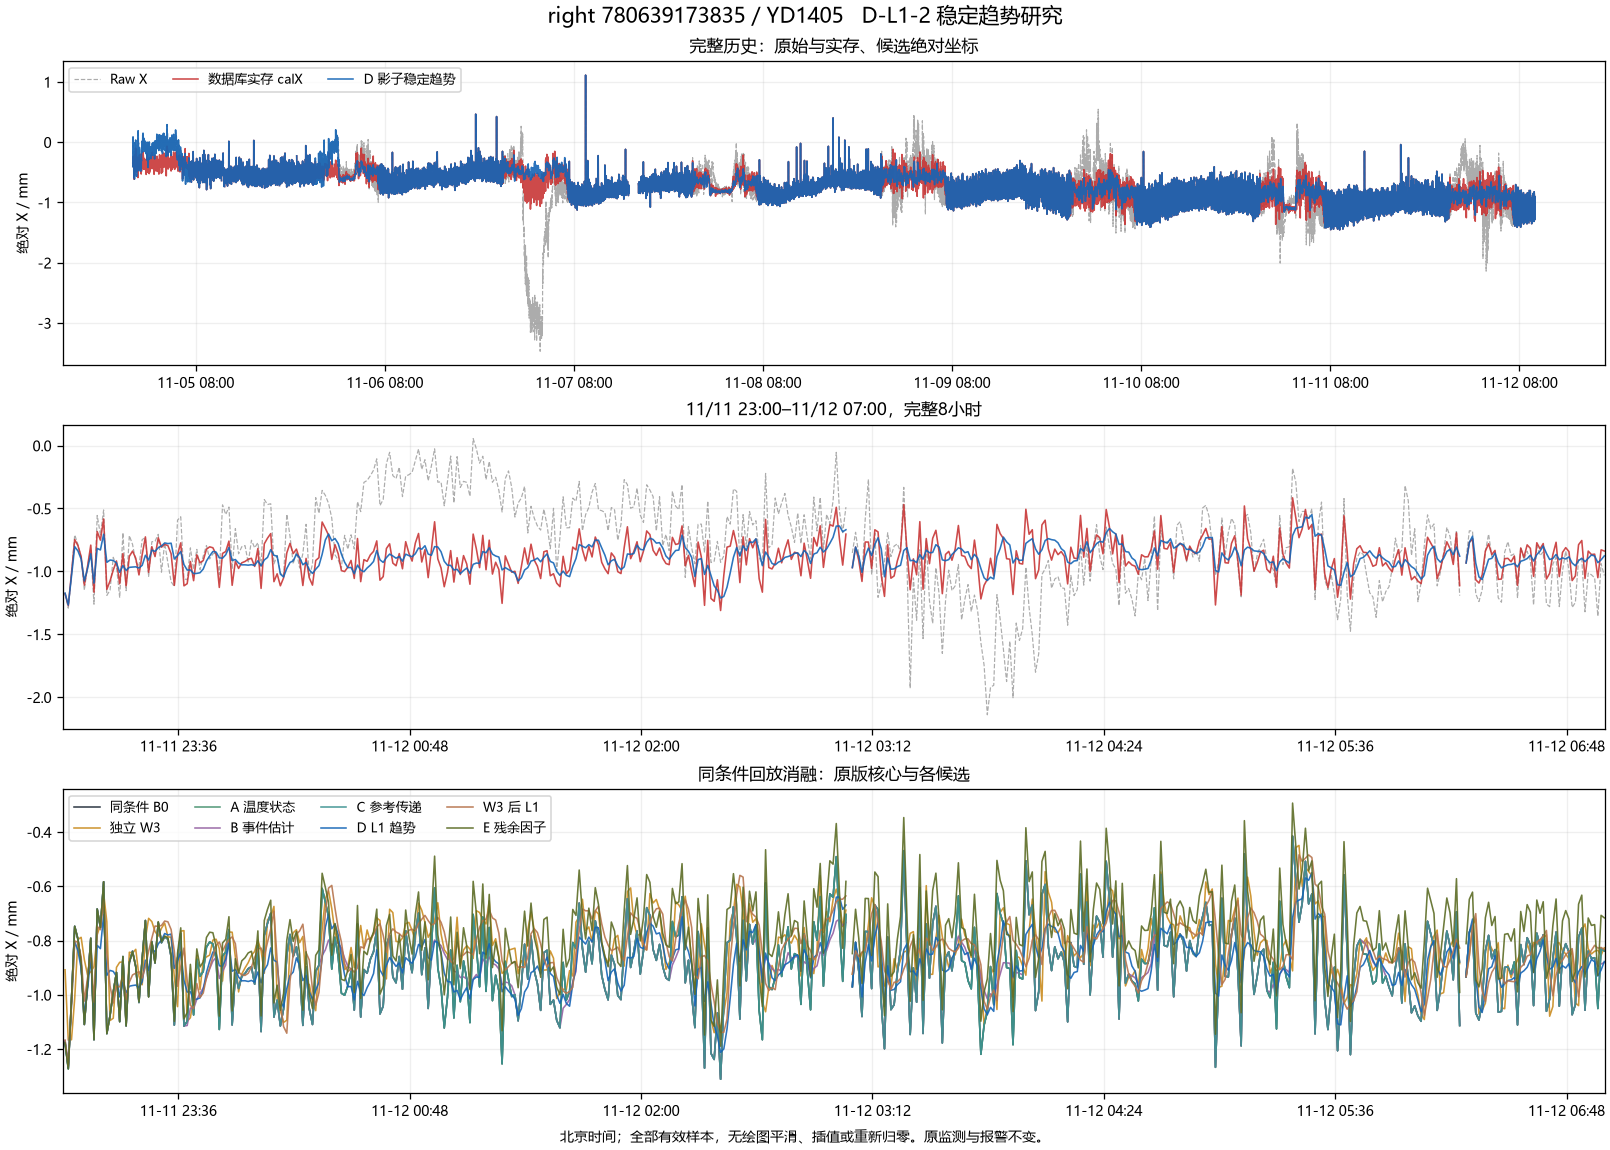 right 780639173835 / YD1405   D-L1-2 稳定趋势研究
完整历史：原始与实存、候选绝对坐标
Raw X
数据库实存 calX
D 影子稳定趋势
绝对 X / mm
1
0
-1
-2
-3
11-05 08:00
11-06 08:00
11-07 08:00
11-08 08:00
11-09 08:00
11-10 08:00
11-11 08:00
11-12 08:00
11/11 23:00–11/12 07:00，完整8小时
绝对 X / mm
0.0
-0.5
-1.0
-1.5
-2.0
11-11 23:36
11-12 00:48
11-12 02:00
11-12 03:12
11-12 04:24
11-12 05:36
11-12 06:48
同条件回放消融：原版核心与各候选
同条件 B0
A 温度状态
C 参考传递
W3 后 L1
独立 W3
B 事件估计
D L1 趋势
E 残余因子
绝对 X / mm
-0.4
-0.6
-0.8
-1.0
-1.2
11-11 23:36
11-12 00:48
11-12 02:00
11-12 03:12
11-12 04:24
11-12 05:36
11-12 06:48
北京时间；全部有效样本，无绘图平滑、插值或重新归零。原监测与报警不变。